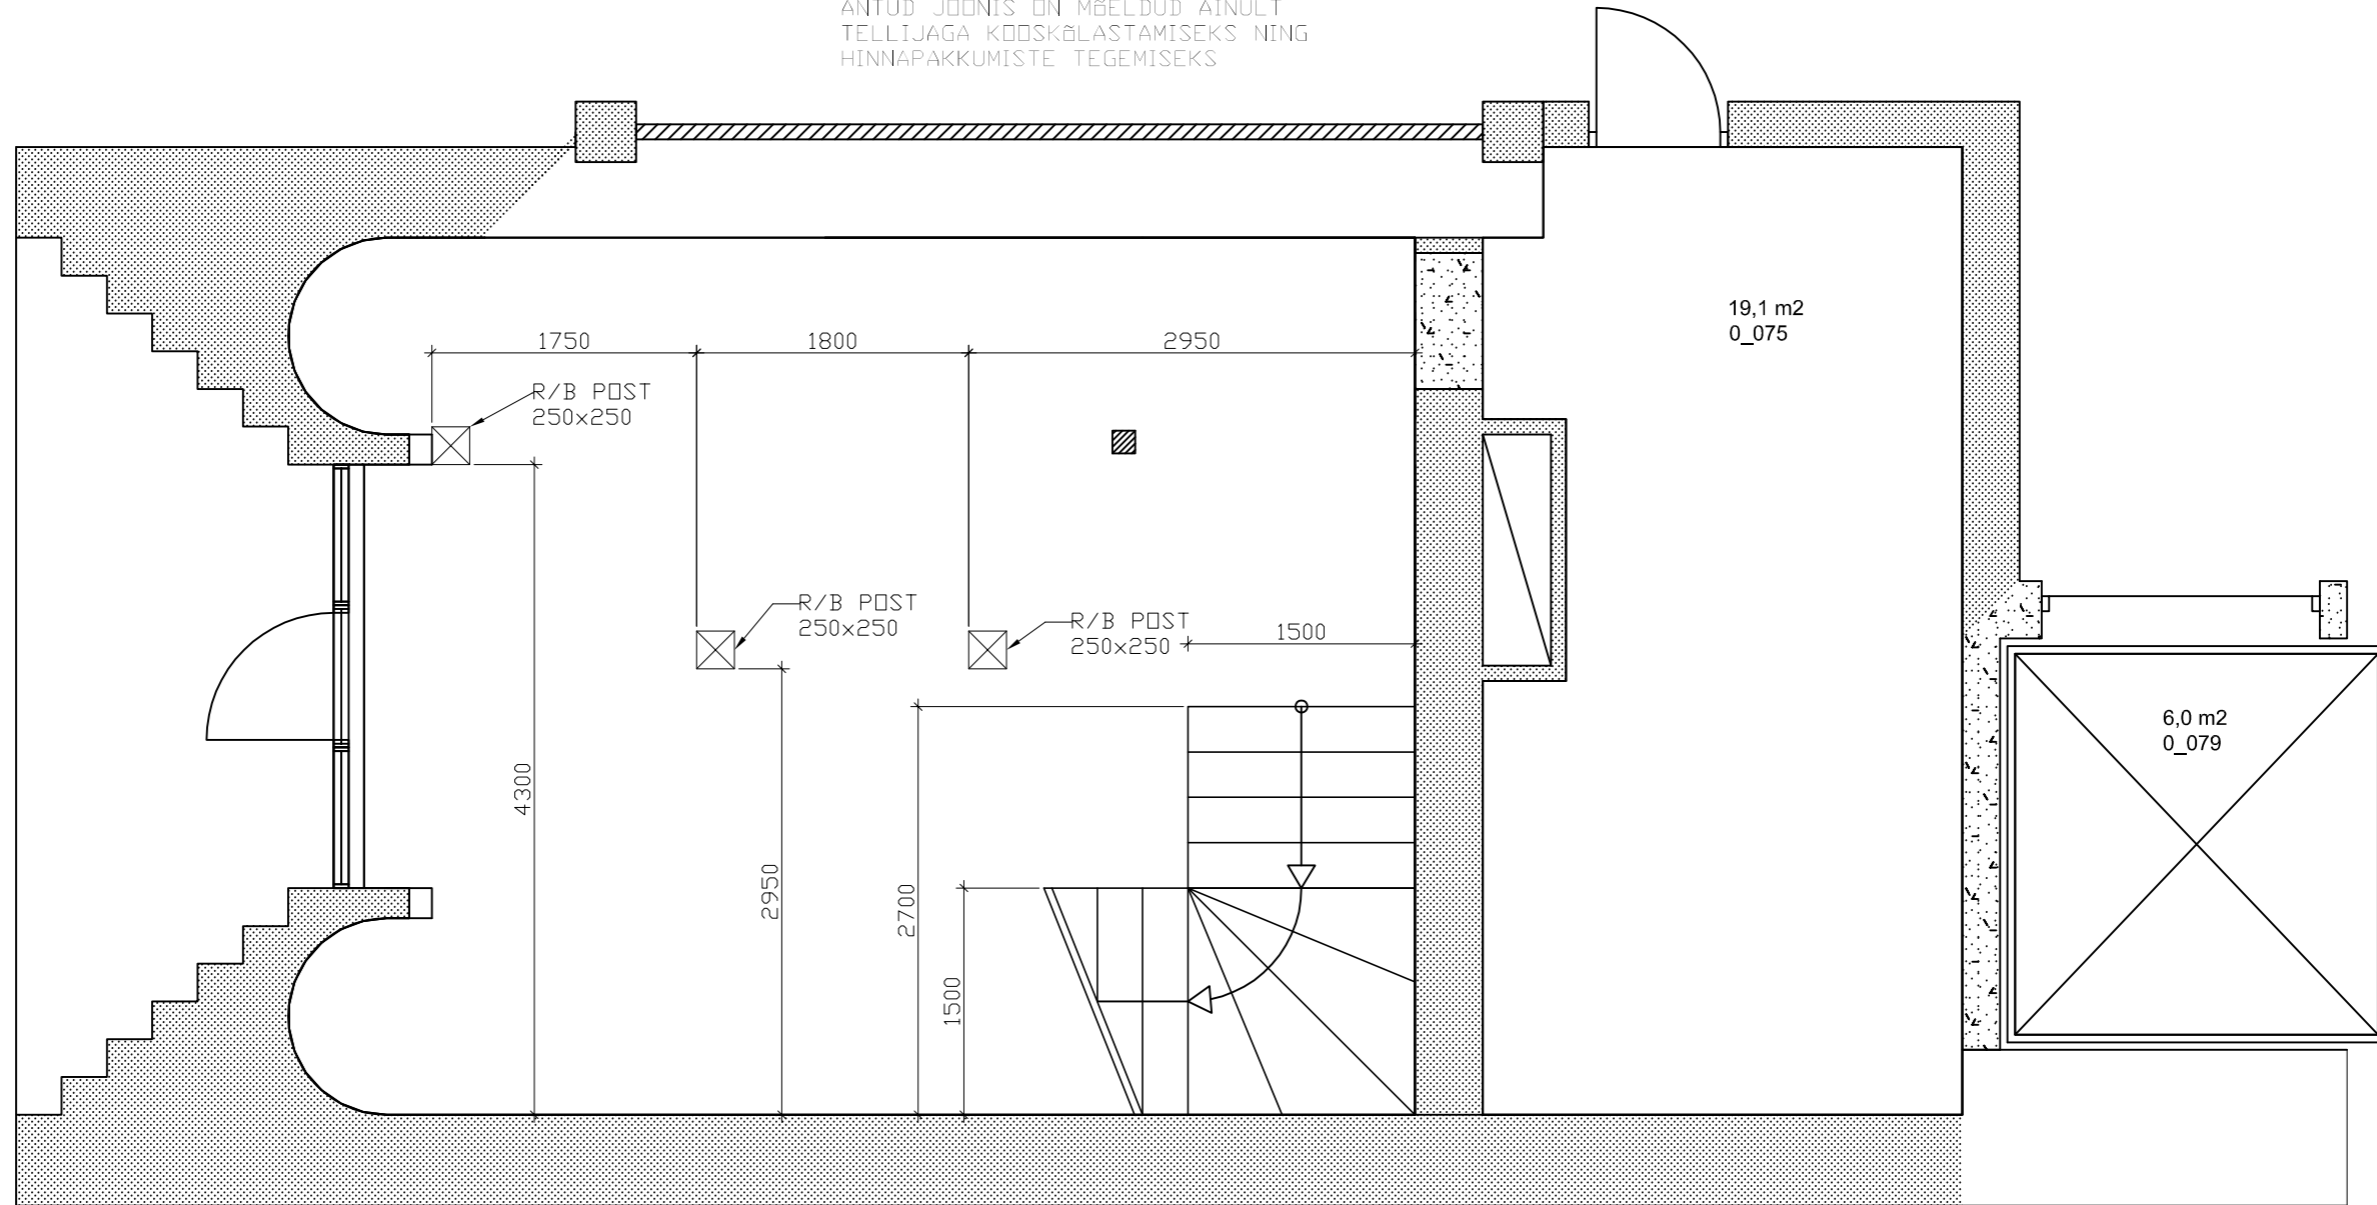 ANTUD JOONIS ON MÕELDUD AINULT
TELLIJAGA KOOSKÕLASTAMISEKS NING
HINNAPAKKUMISTE TEGEMISEKS
19,1 m2
0_075
1750
1800
2950
R/B POST
250x250
R/B POST
250x250
R/B POST
250x250
1500
6,0 m2
0_079
4300
2950
2700
1500